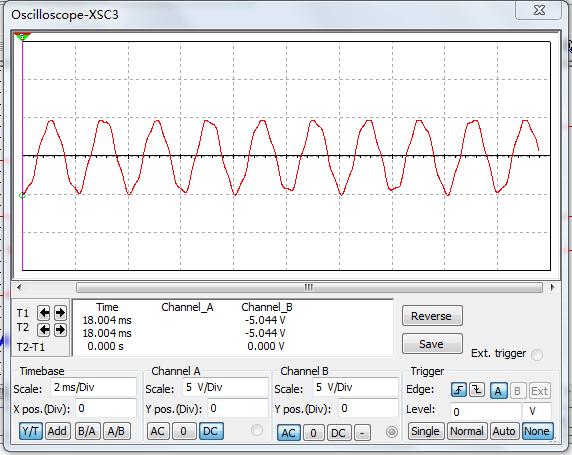 Oscilloscope-XSC3
T1
T2
T2-T1
Time Channel_A Channel_B
18.004 ms -5.044 V
18.004 ms -5.044 V
0.000 s 0.000 V
Reverse
Save
Ext. trigger
Timebase
Scale: 2 ms/Div
X pos.(Div): 0
Y/T Add B/A A/B
Channel A
Scale: 5 V/Div
Y pos.(Div): 0
AC 0 DC
Channel B
Scale: 5 V/Div
Y pos.(Div): 0
AC 0 DC -
Trigger
Edge: A B Ext
Level: 0 V
Single Normal Auto None